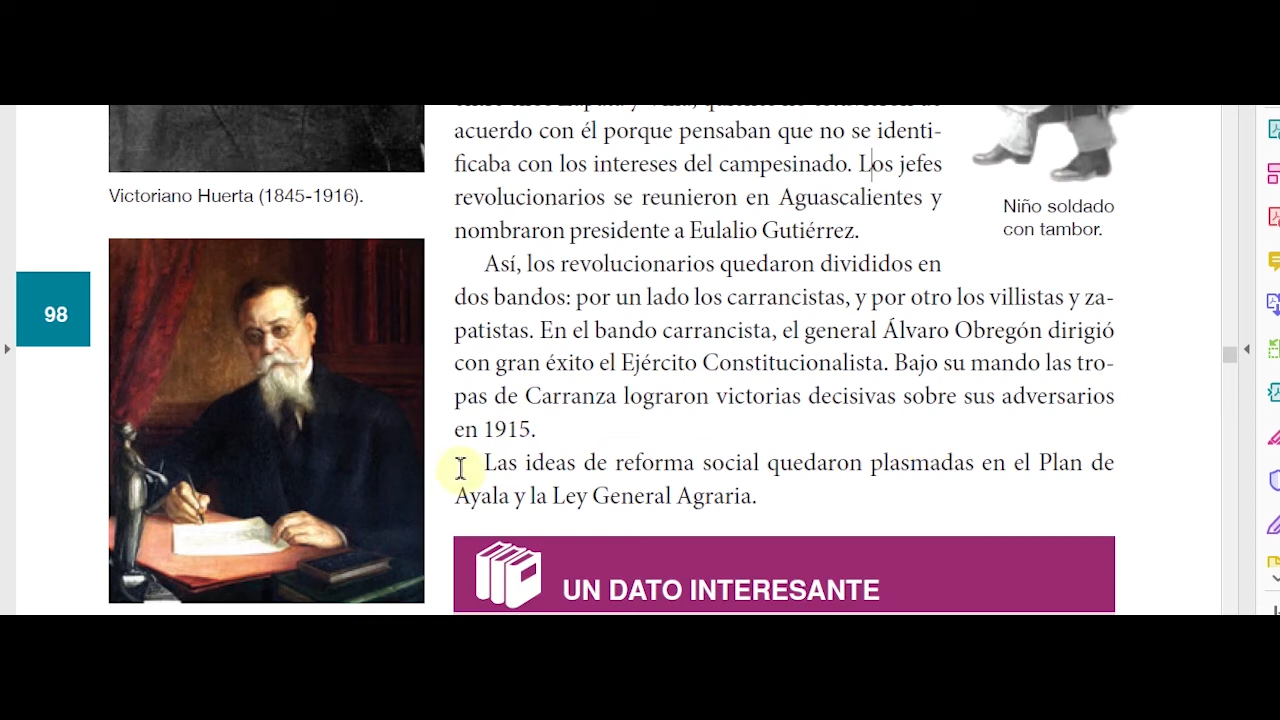 acuerdo con él porque pensaban que no se identi-
ficaba con los intereses del campesinado. Los jefes
revolucionarios se reunieron en Aguascalientes y
nombraron presidente a Eulalio Gutiérrez.
Así, los revolucionarios quedaron divididos en
dos bandos: por un lado los carrancistas, y por otro los villistas y za-
patistas. En el bando carrancista, el general Álvaro Obregón dirigió
con gran éxito el Ejército Constitucionalista. Bajo su mando las tro-
pas de Carranza lograron victorias decisivas sobre sus adversarios
en 1915.
Las ideas de reforma social quedaron plasmadas en el Plan de
Ayala y la Ley General Agraria.
Victoriano Huerta (1845-1916).
Niño soldado
con tambor.
98
UN DATO INTERESANTE